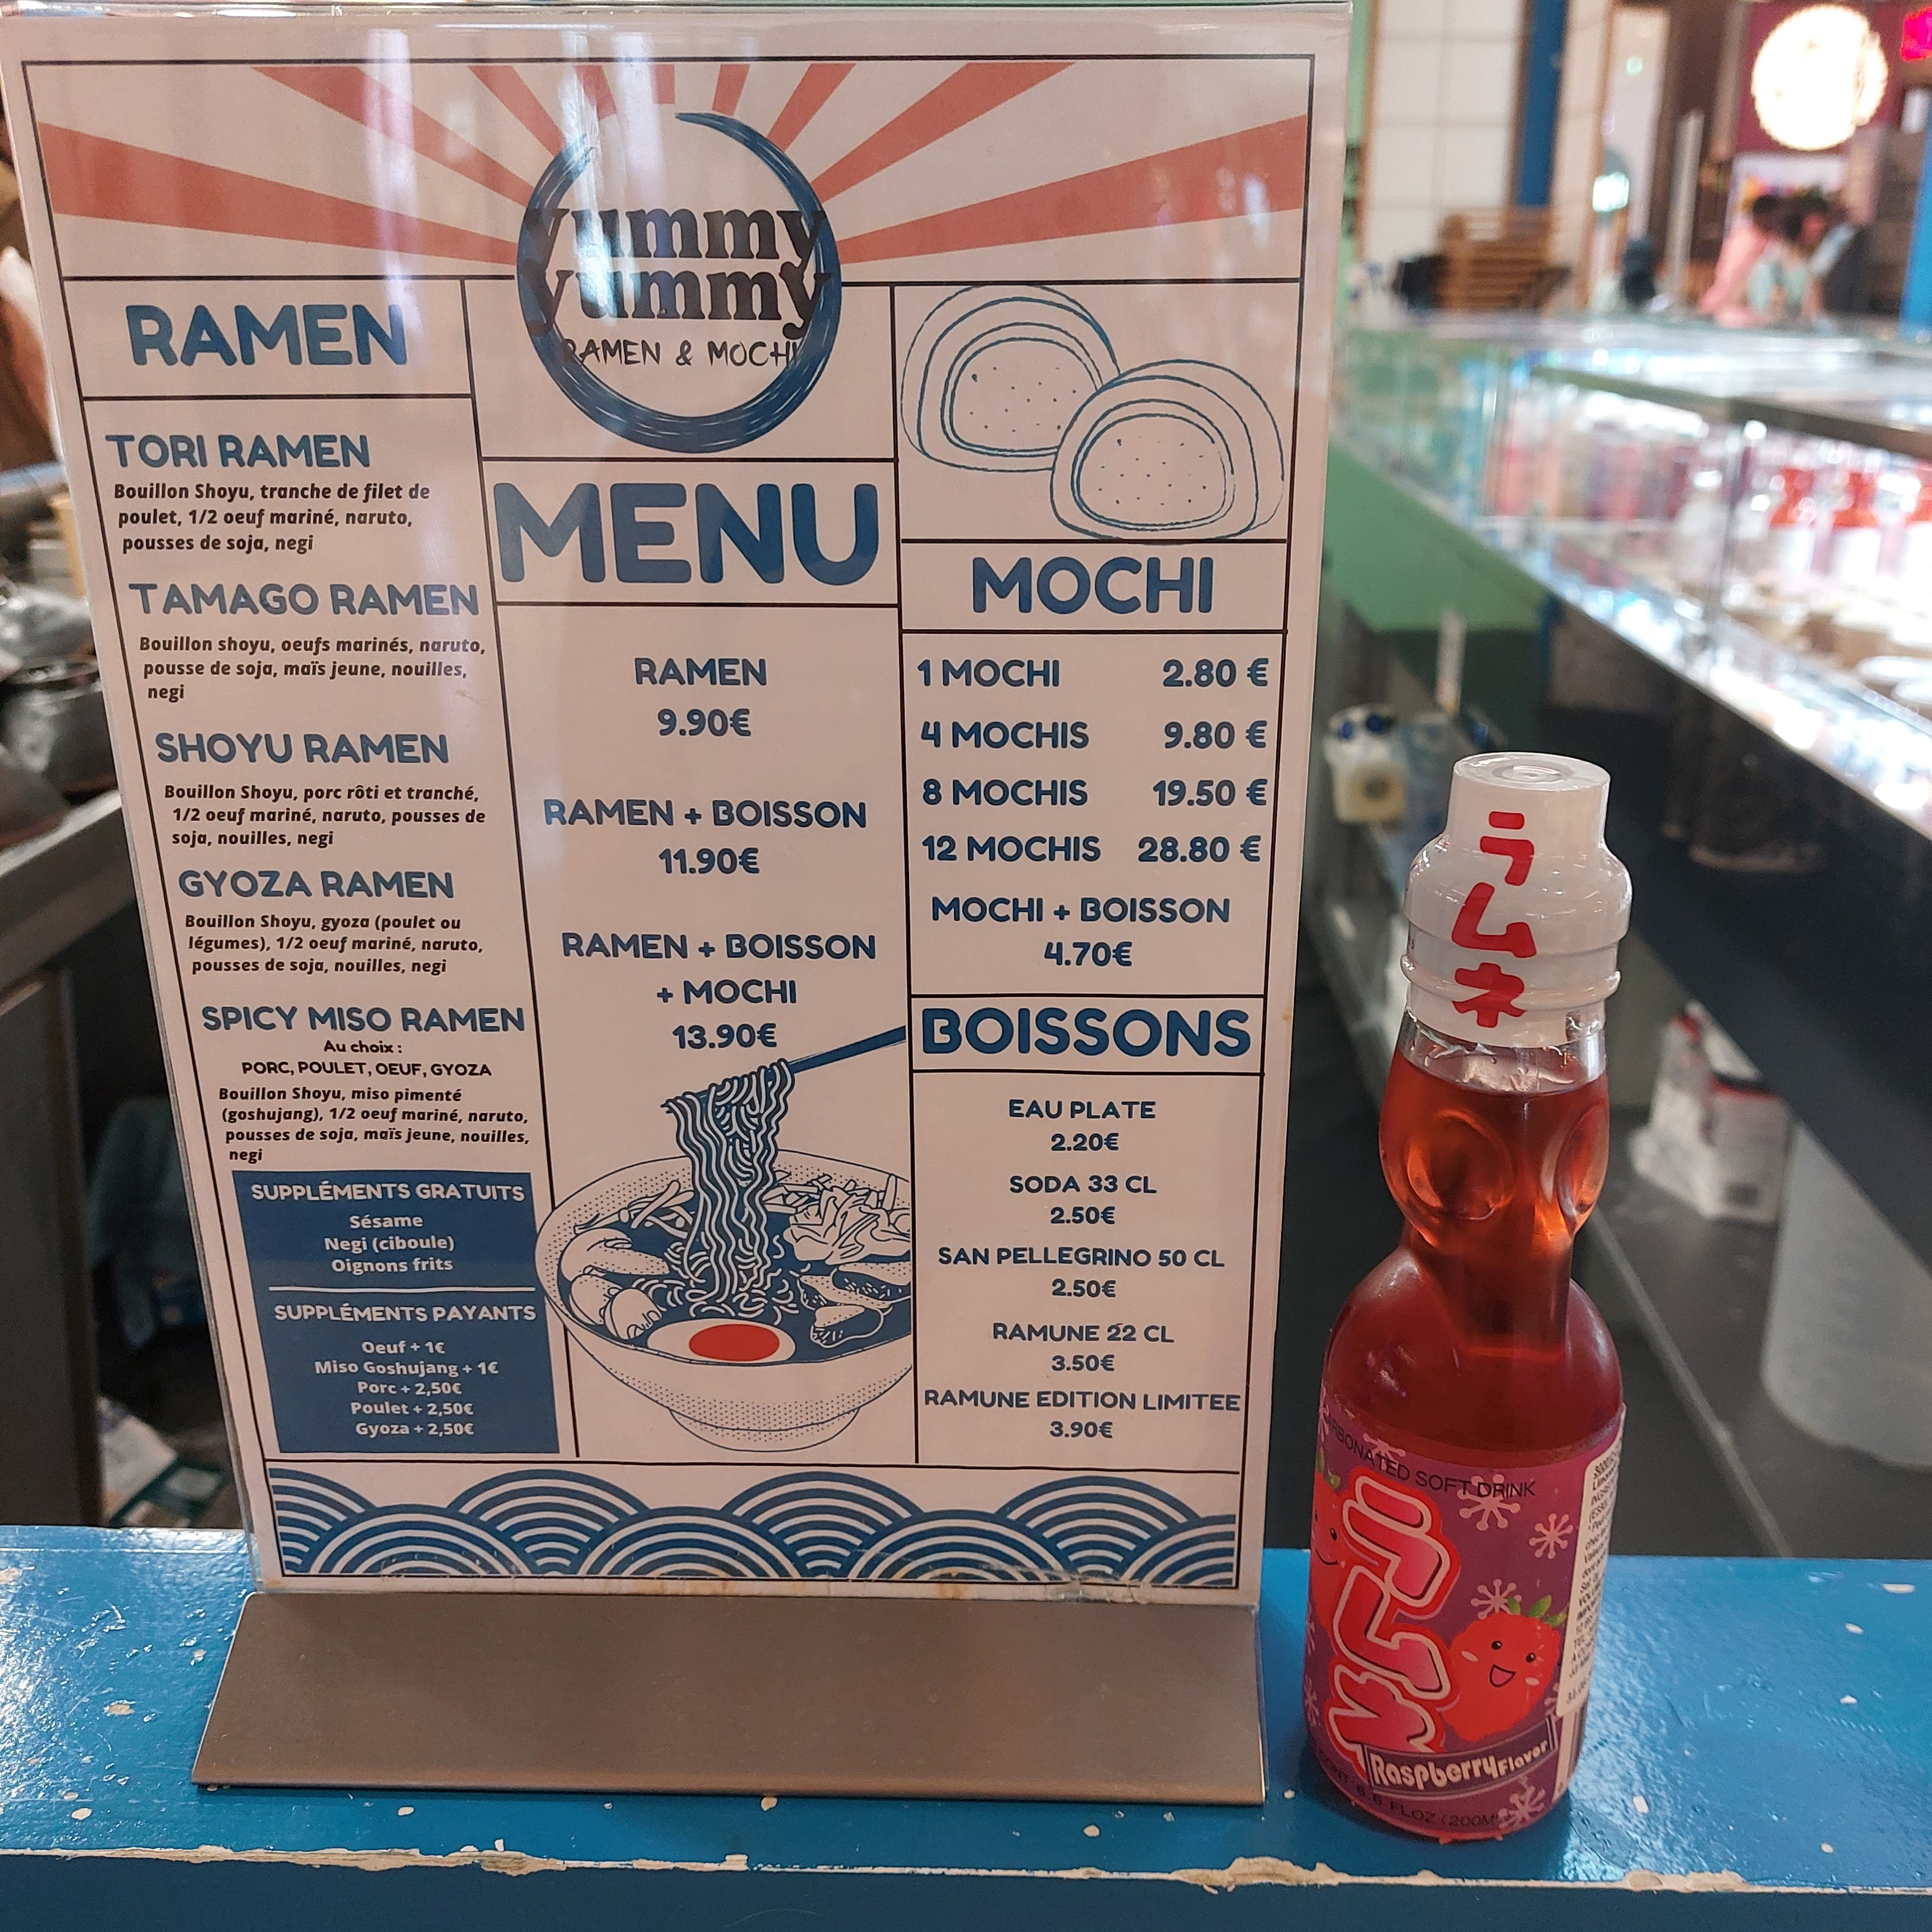 yummy
yummy
RAMEN & MOCHI
RAMEN
TORI RAMEN
Bouillon Shoyu, tranche de filet de
poulet, 1/2 oeuf mariné, naruto,
pousses de soja, negi
TAMAGO RAMEN
Bouillon shoyu, oeufs marinés, naruto,
pousse de soja, maïs jeune, nouilles,
negi
SHOYU RAMEN
Bouillon Shoyu, porc rôti et tranché,
1/2 oeuf mariné, naruto, pousses de
soja, nouilles, negi
GYOZA RAMEN
Bouillon Shoyu, gyoza (poulet ou
légumes), 1/2 oeuf mariné, naruto,
pousses de soja, nouilles, negi
SPICY MISO RAMEN
Au choix :
PORC, POULET, OEUF, GYOZA
Bouillon Shoyu, miso pimenté
(goshujang), 1/2 oeuf mariné, naruto,
pousses de soja, maïs jeune, nouilles,
negi
SUPPLÉMENTS GRATUITS
Sésame
Negi (ciboule)
Oignons frits
SUPPLÉMENTS PAYANTS
Oeuf + 1€
Miso Goshujang + 1€
Porc + 2,50€
Poulet + 2,50€
Gyoza + 2,50€
MENU
RAMEN
9.90€
RAMEN + BOISSON
11.90€
RAMEN + BOISSON
+ MOCHI
13.90€
MOCHI
1 MOCHI 2.80 €
4 MOCHIS 9.80 €
8 MOCHIS 19.50 €
12 MOCHIS 28.80 €
MOCHI + BOISSON
4.70€
BOISSONS
EAU PLATE
2.20€
SODA 33 CL
2.50€
SAN PELLEGRINO 50 CL
2.50€
RAMUNE 22 CL
3.50€
RAMUNE EDITION LIMITEE
3.90€
ラムネ
CARBONATED SOFT DRINK
ラムネ
Raspberry Flavor
6.6 FLOZ (200M